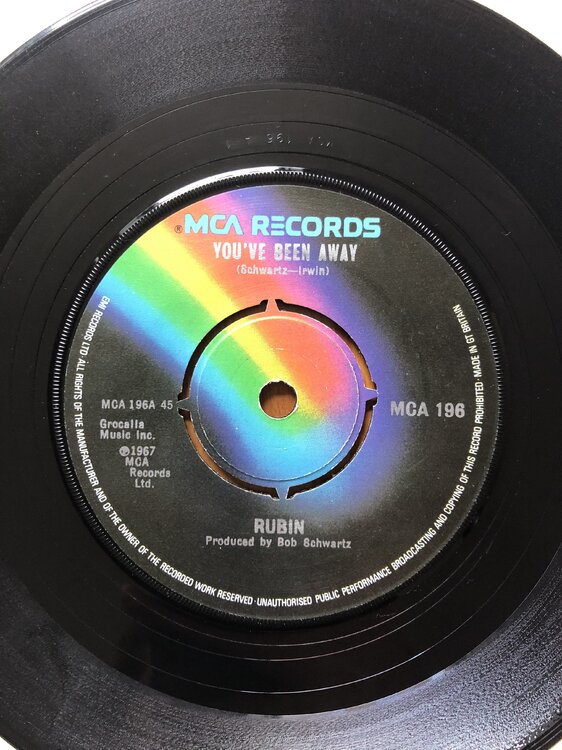 ® MCA RECORDS
YOU'VE BEEN AWAY
(Schwartz—Irwin)
MCA 196A 45
Grocalla
Music Inc.
℗1967
MCA
Records
Ltd.
MCA 196
RUBIN
Produced by Bob Schwartz
EMI RECORDS LTD ALL RIGHTS OF THE MANUFACTURER AND OF THE OWNER OF THE RECORDED WORK RESERVED · UNAUTHORISED PUBLIC PERFORMANCE BROADCASTING AND COPYING OF THIS RECORD PROHIBITED · MADE IN GT BRITAIN